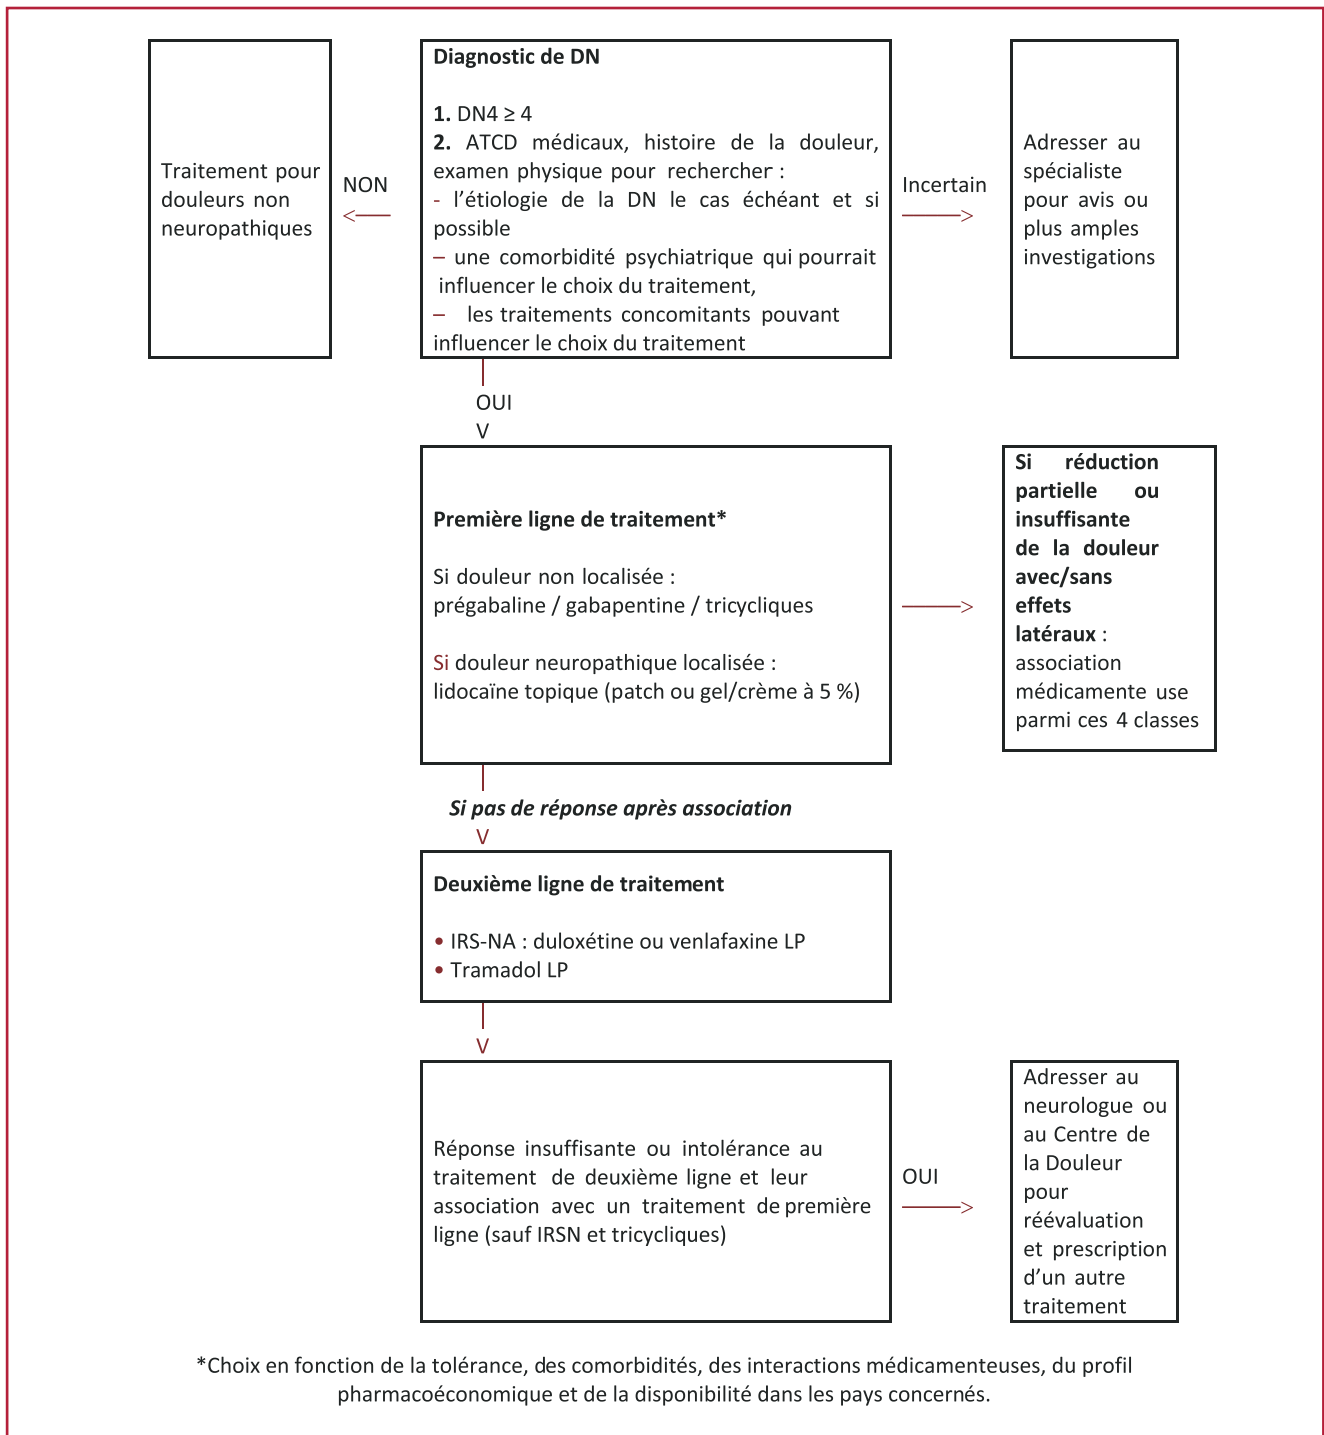 Diagnostic de DN
1. DN4 ≥ 4
2. ATCD médicaux, histoire de la douleur,
examen physique pour rechercher :
- l’étiologie de la DN le cas échéant et si
possible
– une comorbidité psychiatrique qui pourrait
influencer le choix du traitement,
– les traitements concomitants pouvant
influencer le choix du traitement
NON
Traitement pour
douleurs non
neuropathiques
Incertain
Adresser au
spécialiste
pour avis ou
plus amples
investigations
OUI
V
Première ligne de traitement*
Si douleur non localisée :
prégabaline / gabapentine / tricycliques
Si douleur neuropathique localisée :
lidocaïne topique (patch ou gel/crème à 5 %)
Si réduction
partielle ou
insuffisante
de la douleur
avec/sans
effets
latéraux :
association
médicamente use
parmi ces 4 classes
Si pas de réponse après association
V
Deuxième ligne de traitement
• IRS-NA : duloxétine ou venlafaxine LP
• Tramadol LP
V
Réponse insuffisante ou intolérance au
traitement de deuxième ligne et leur
association avec un traitement de première
ligne (sauf IRSN et tricycliques)
OUI
Adresser au
neurologue ou
au Centre de
la Douleur
pour
réévaluation
et prescription
d’un autre
traitement
*Choix en fonction de la tolérance, des comorbidités, des interactions médicamenteuses, du profil
pharmacoéconomique et de la disponibilité dans les pays concernés.